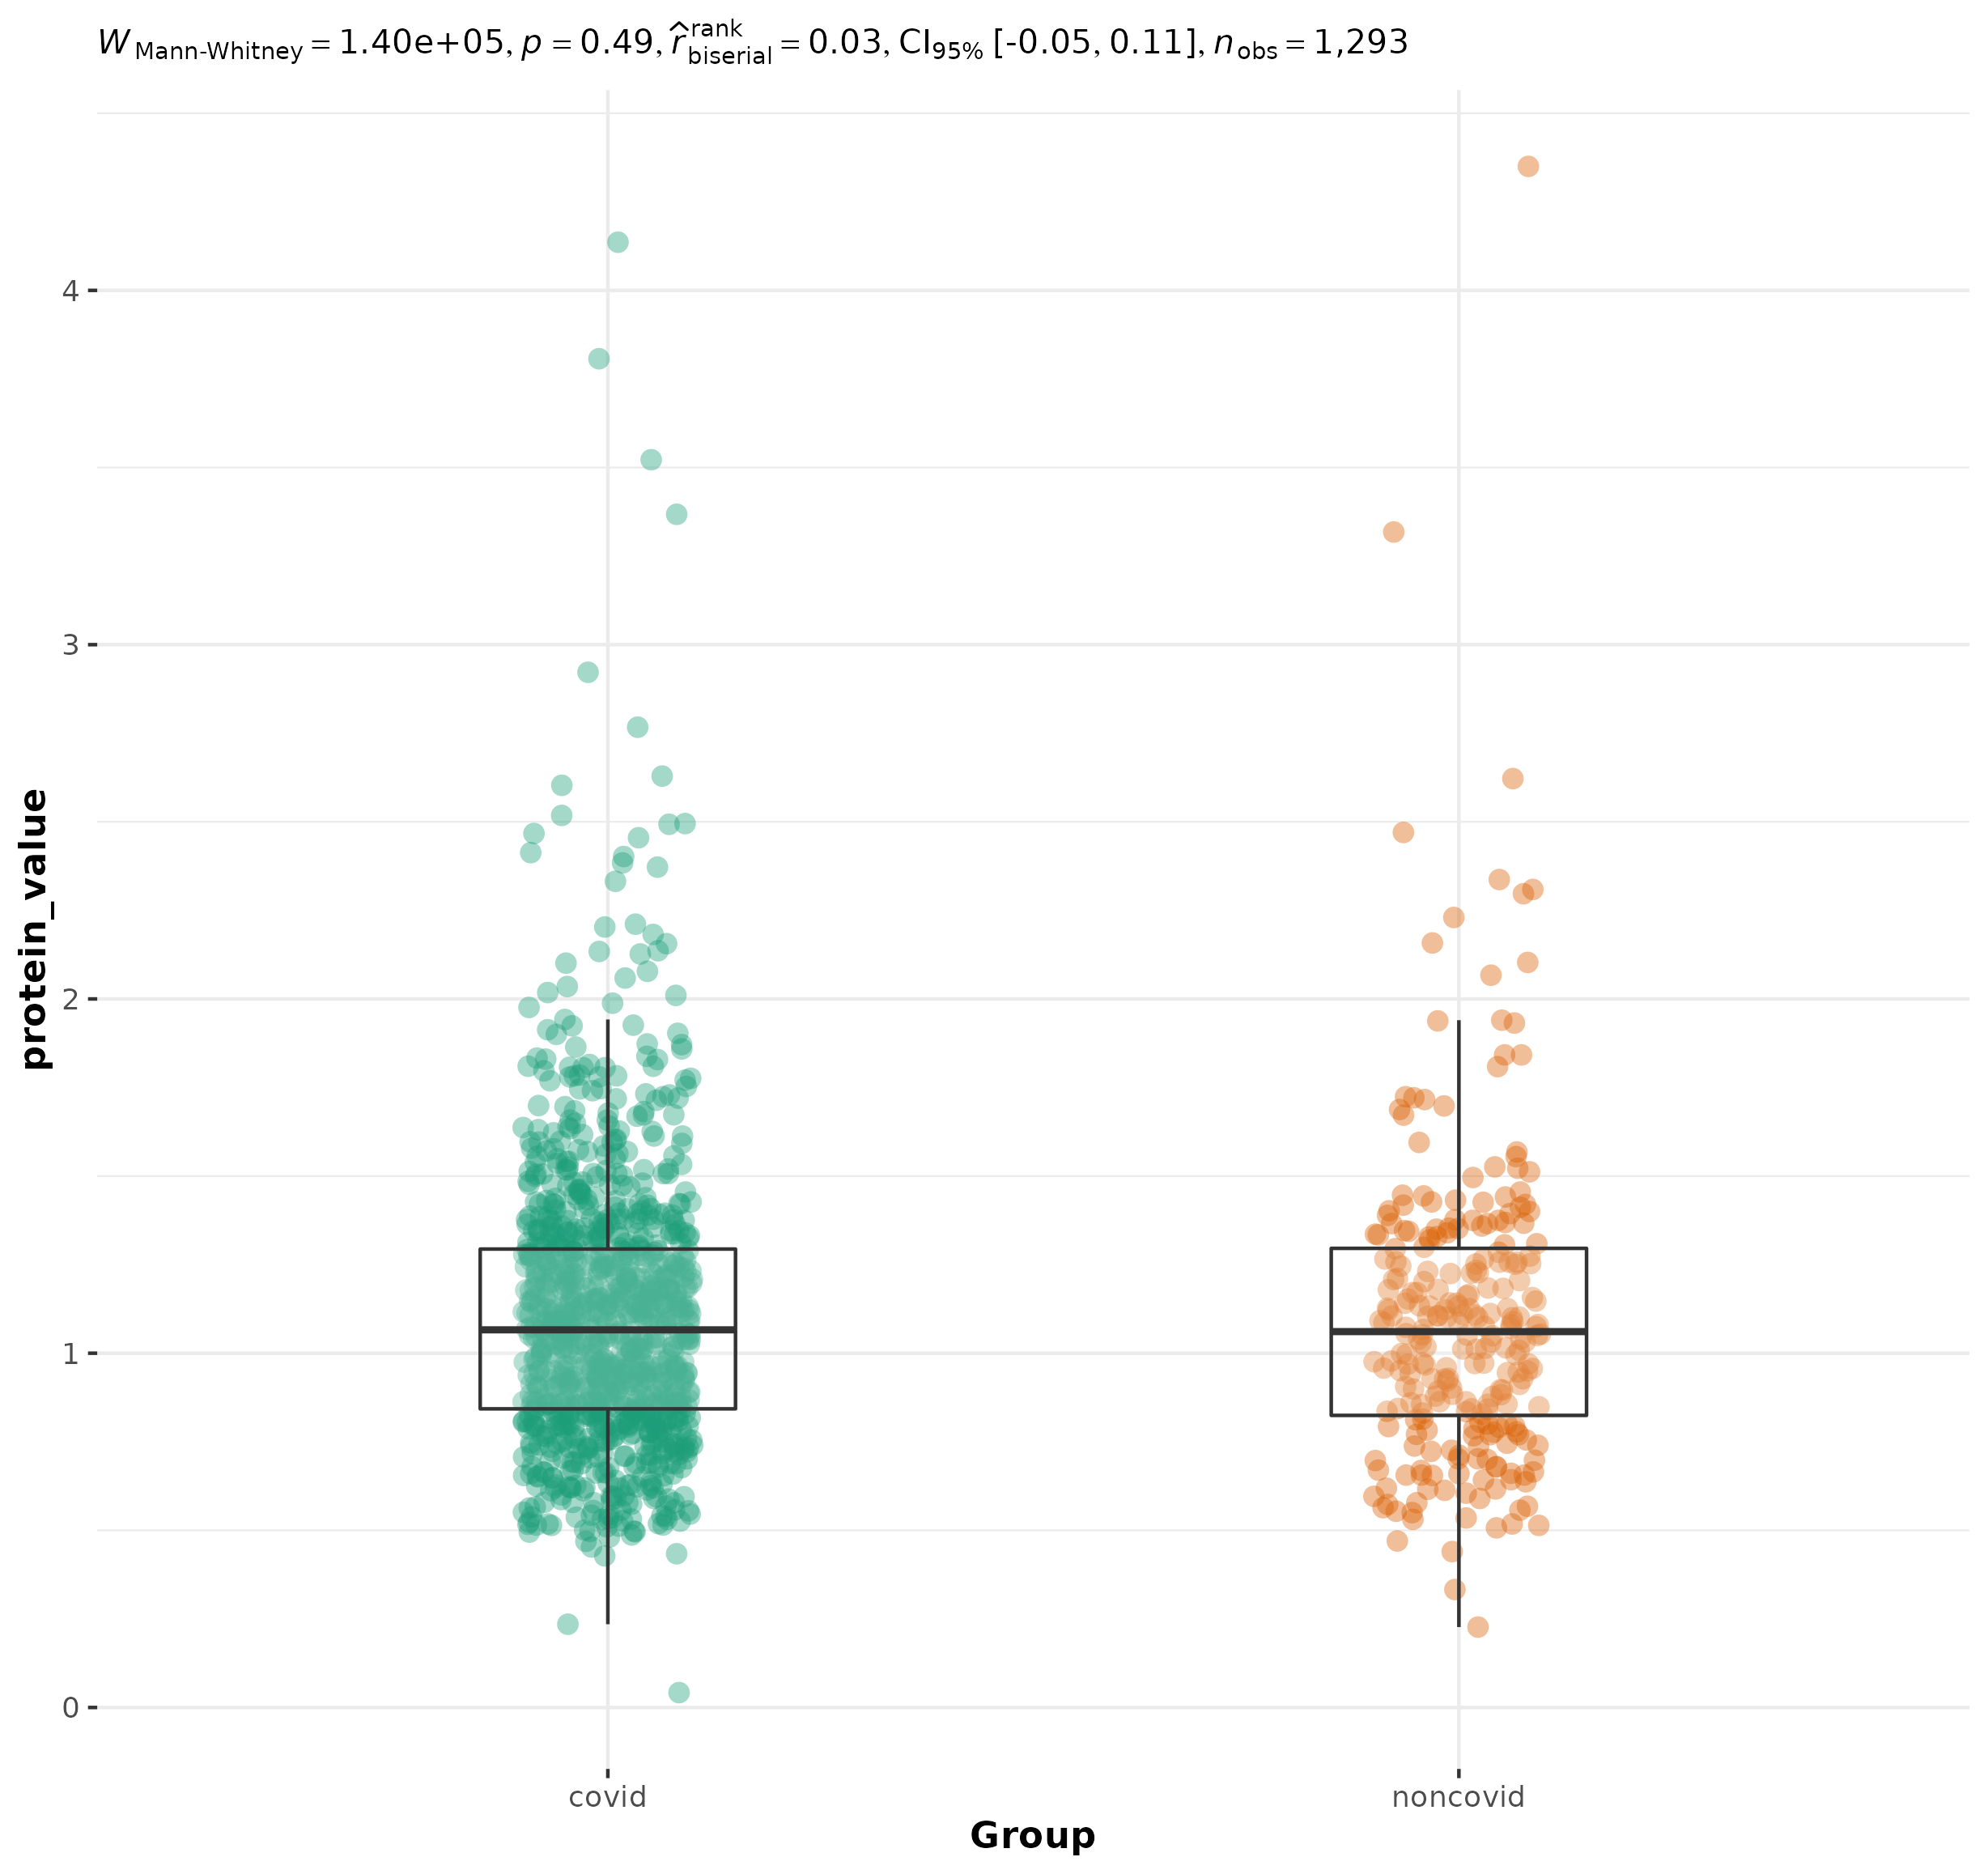 W Mann-Whitney = 1.40e+05, p = 0.49, r̂ rank biserial = 0.03, CI95% [-0.05, 0.11], nobs = 1,293
4
3
2
1
0
protein_value
covid noncovid
Group